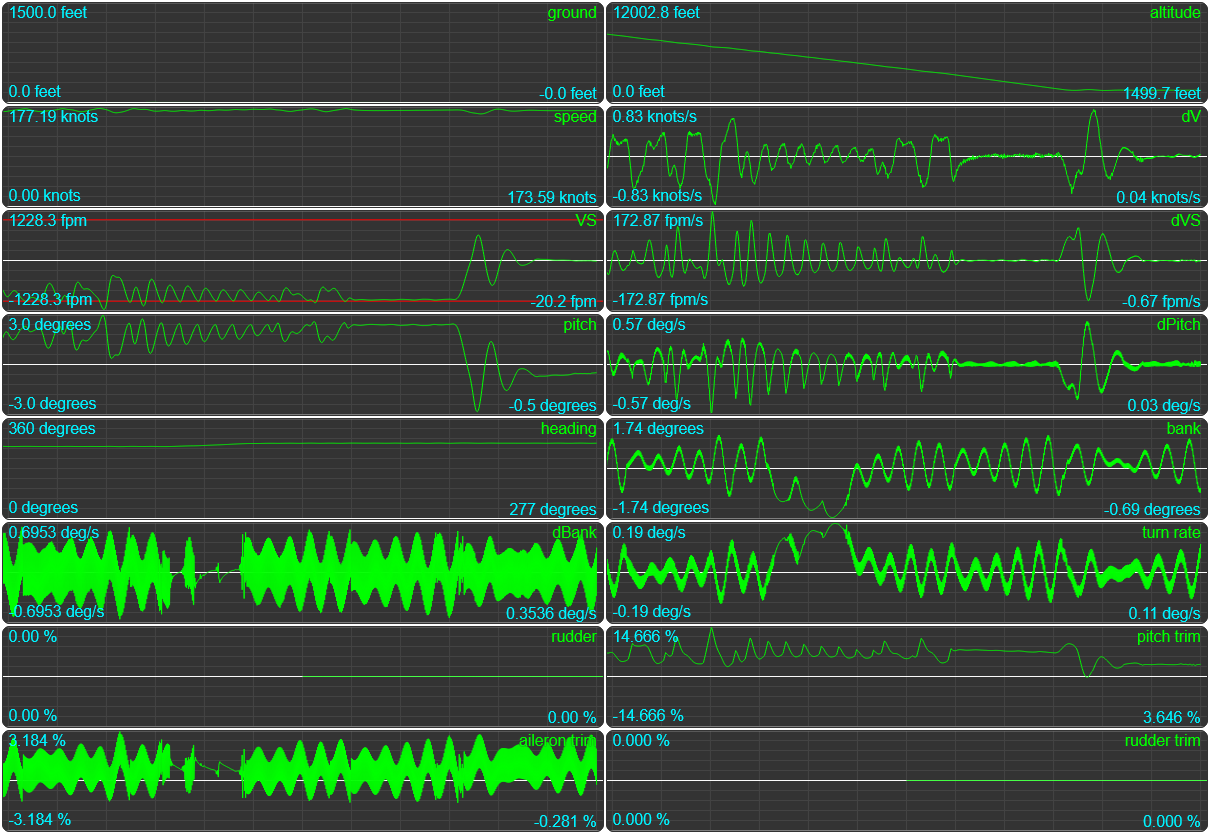 1500.0 feet
ground
0.0 feet
-0.0 feet
12002.8 feet
altitude
0.0 feet
1499.7 feet
177.19 knots
speed
0.00 knots
173.59 knots
0.83 knots/s
dV
-0.83 knots/s
0.04 knots/s
1228.3 fpm
VS
-1228.3 fpm
-20.2 fpm
172.87 fpm/s
dVS
-172.87 fpm/s
-0.67 fpm/s
3.0 degrees
pitch
-3.0 degrees
-0.5 degrees
0.57 deg/s
dPitch
-0.57 deg/s
0.03 deg/s
360 degrees
heading
0 degrees
277 degrees
1.74 degrees
bank
-1.74 degrees
-0.69 degrees
0.6953 deg/s
dBank
-0.6953 deg/s
0.3536 deg/s
0.19 deg/s
turn rate
-0.19 deg/s
0.11 deg/s
0.00 %
rudder
0.00 %
0.00 %
14.666 %
pitch trim
-14.666 %
3.646 %
3.184 %
aileron trim
-3.184 %
-0.281 %
0.000 %
rudder trim
0.000 %
0.000 %